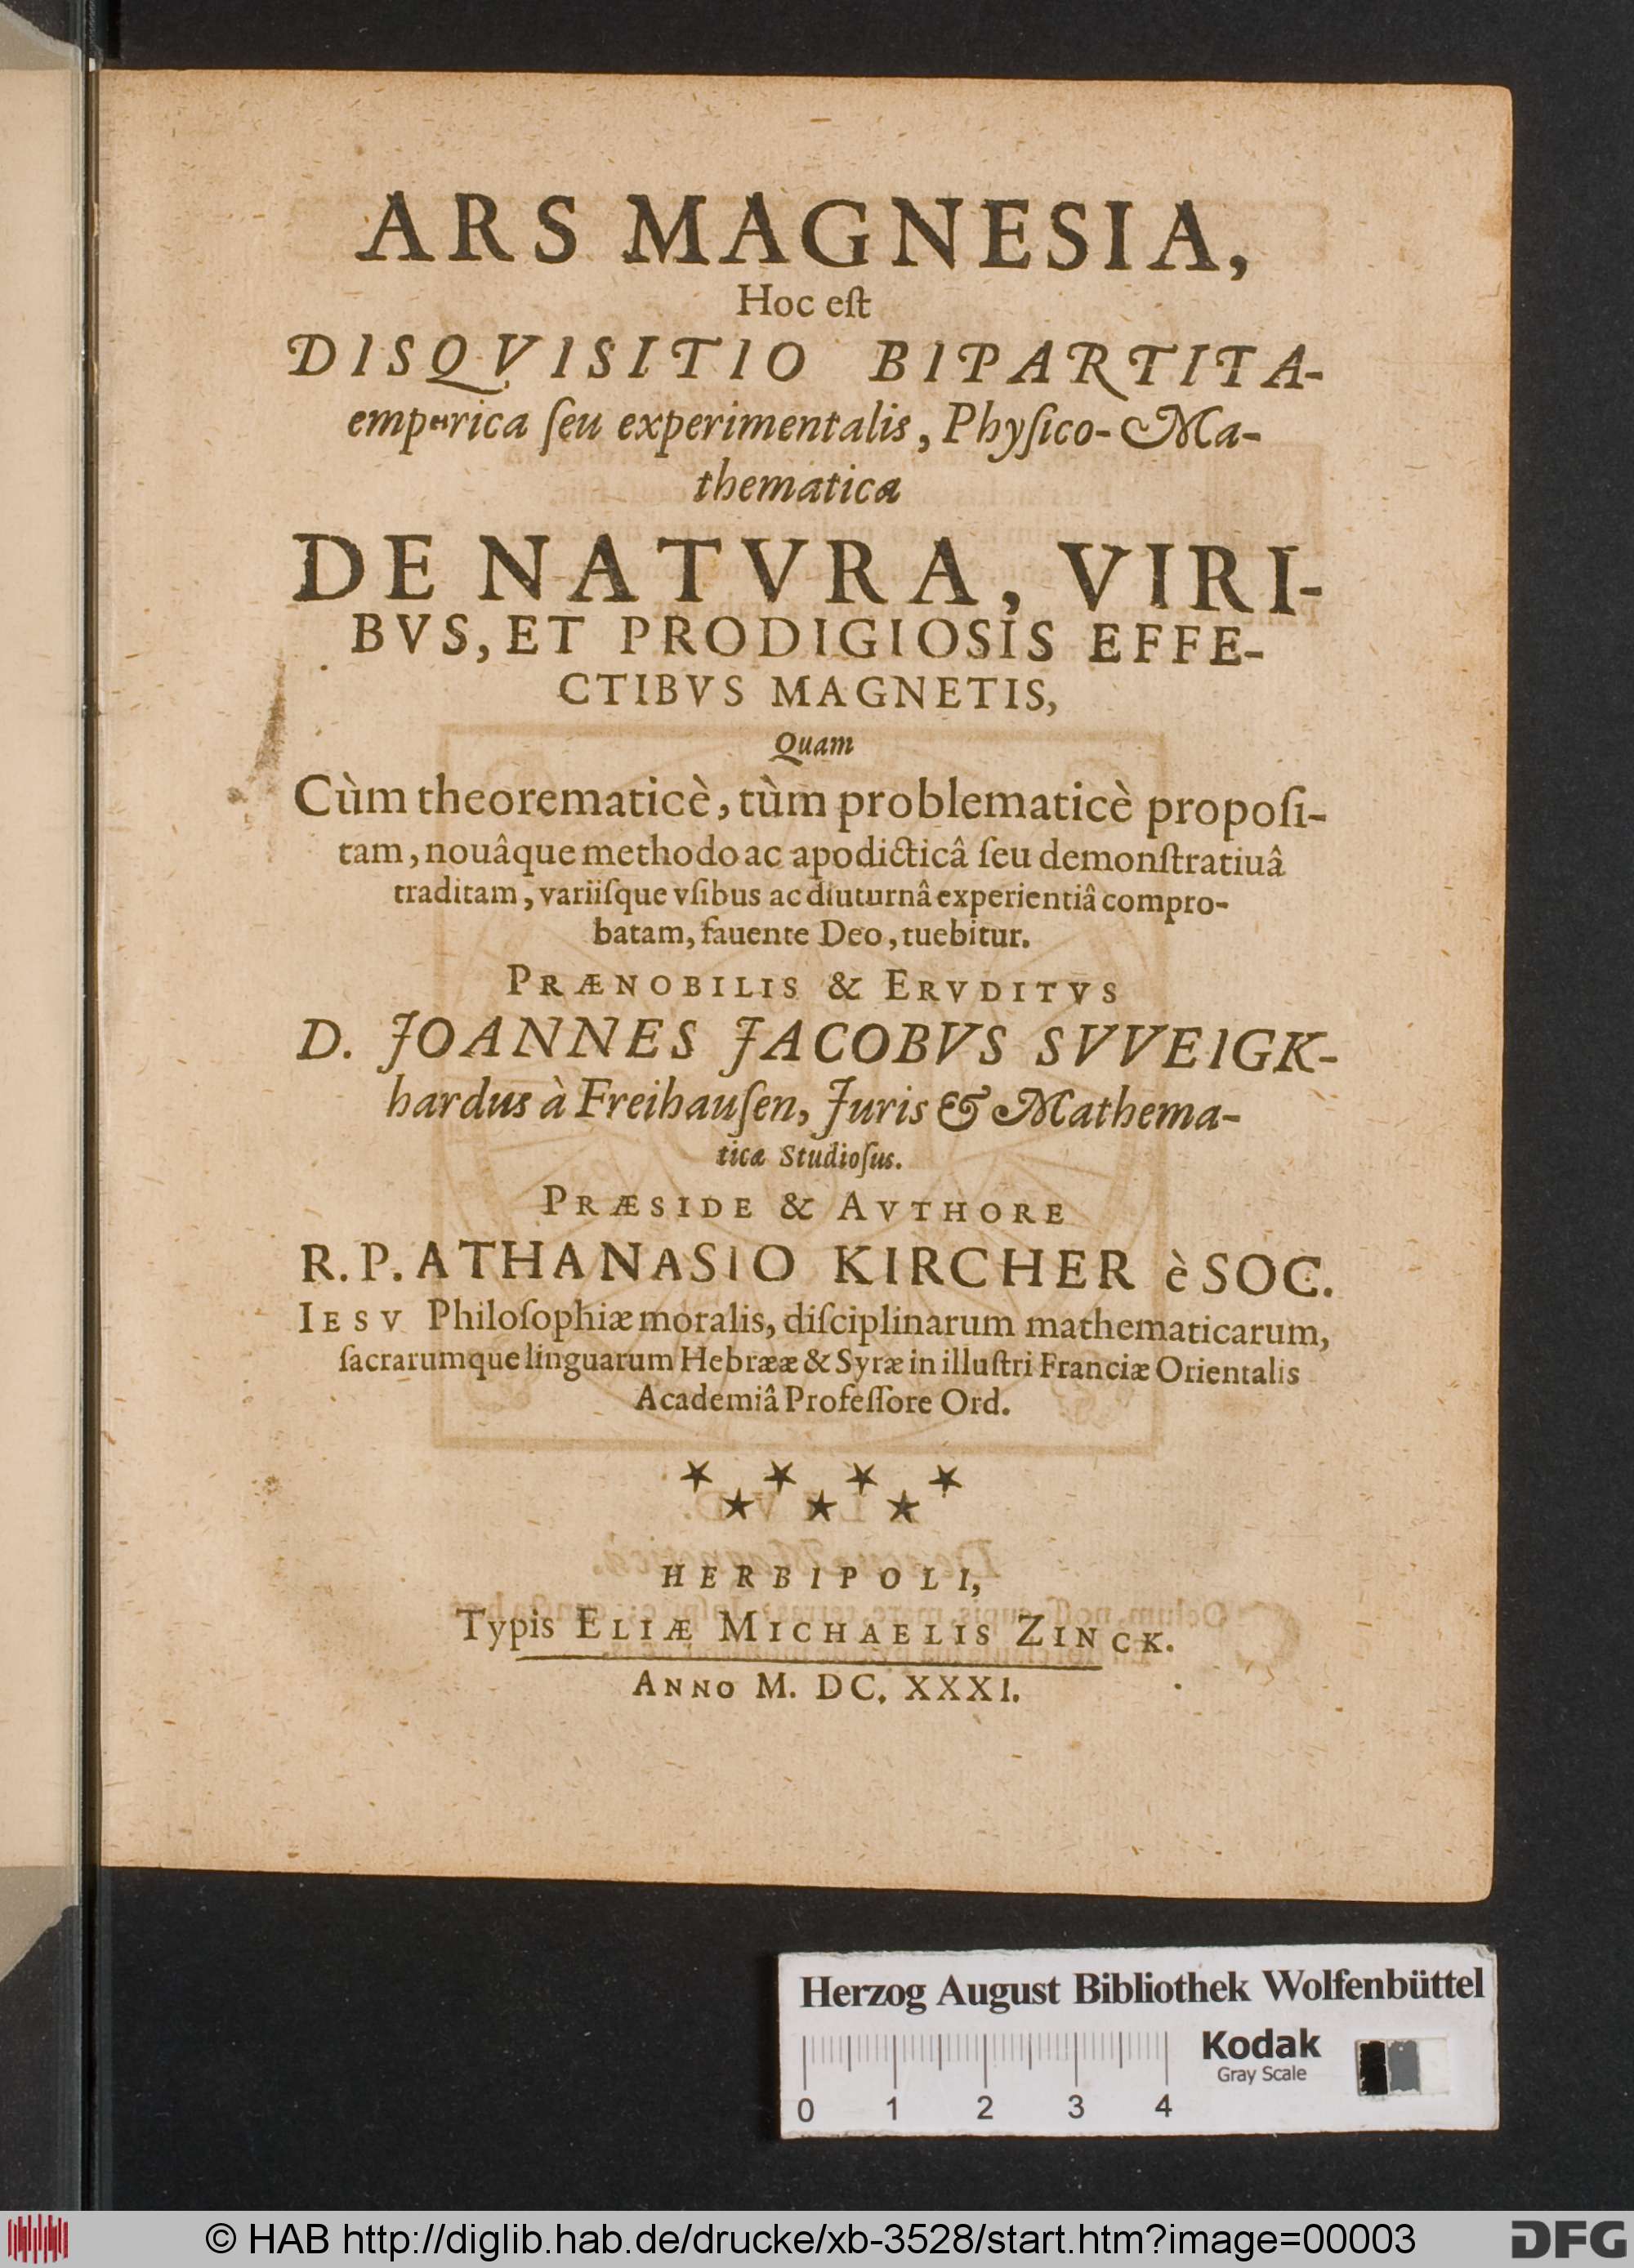 ARS MAGNESIA,
Hoc eſt
DISQVISITIO BIPARTITA-
empeirica ſeu experimentalis, Phyſico-Ma-
thematica
DE NATVRA, VIRI-
BVS, ET PRODIGIOSIS EFFE-
CTIBVS MAGNETIS,
Quam
Cùm theorematicè, tùm problematicè propoſi-
tam, nouâque methodo ac apodicticâ ſeu demonſtratiuâ
traditam, variiſque vſibus ac diuturnâ experientiâ compro-
batam, fauente Deo, tuebitur.
PRÆNOBILIS & ERVDITVS
D. JOANNES JACOBVS SVVEIGK-
hardus à Freihauſen, Juris & Mathema-
ticæ Studioſus.
PRÆSIDE & AVTHORE
R. P. ATHANASIO KIRCHER è SOC.
IESV Philoſophiæ moralis, diſciplinarum mathematicarum,
ſacrarumque linguarum Hebrææ & Syræ in illuſtri Franciæ Orientalis
Academiâ Profeſſore Ord.
HERBIPOLI,
Typis ELIÆ MICHAELIS ZINCK.
ANNO M. DC. XXXI.
Herzog August Bibliothek Wolfenbüttel
Kodak
Gray Scale
0 1 2 3 4
© HAB http://diglib.hab.de/drucke/xb-3528/start.htm?image=00003
DFG